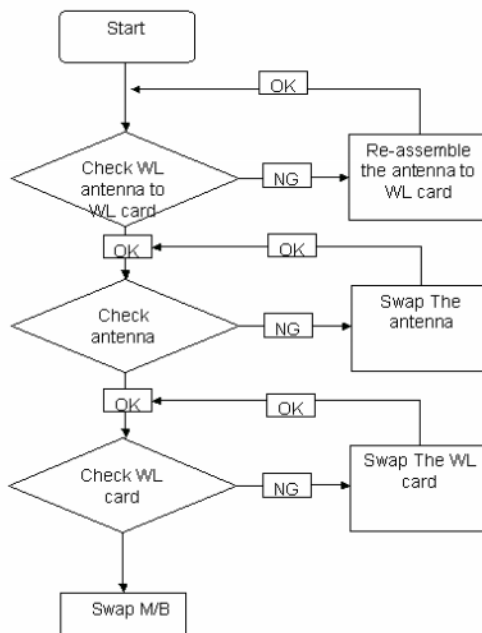 Start
OK
Check WL
antenna to
WL card
NG
Re-assemble
the antenna to
WL card
OK
OK
Check
antenna
NG
Swap The
antenna
OK
OK
Check WL
card
NG
Swap The WL
card
Swap M/B